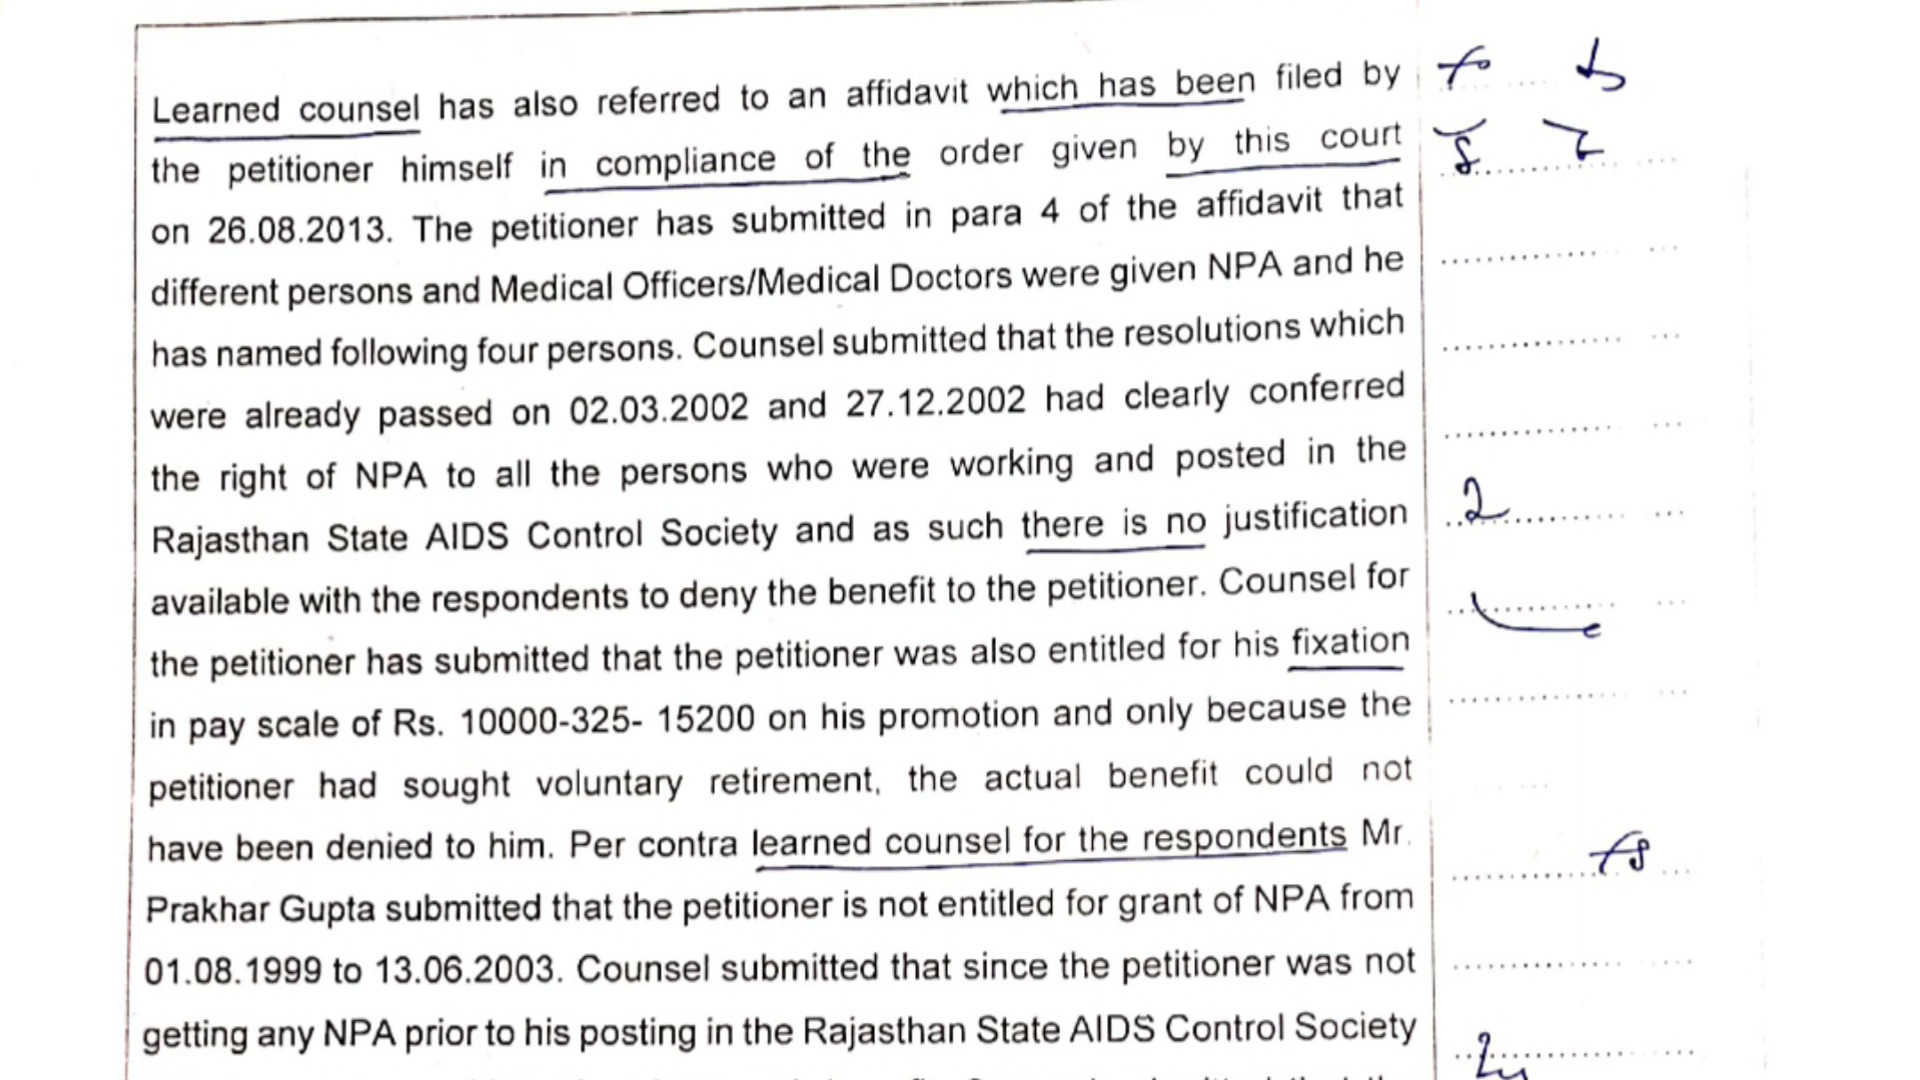 Learned counsel has also referred to an affidavit which has been filed by
the petitioner himself in compliance of the order given by this court
on 26.08.2013. The petitioner has submitted in para 4 of the affidavit that
different persons and Medical Officers/Medical Doctors were given NPA and he
has named following four persons. Counsel submitted that the resolutions which
were already passed on 02.03.2002 and 27.12.2002 had clearly conferred
the right of NPA to all the persons who were working and posted in the
Rajasthan State AIDS Control Society and as such there is no justification
available with the respondents to deny the benefit to the petitioner. Counsel for
the petitioner has submitted that the petitioner was also entitled for his fixation
in pay scale of Rs. 10000-325- 15200 on his promotion and only because the
petitioner had sought voluntary retirement, the actual benefit could not
have been denied to him. Per contra learned counsel for the respondents Mr.
Prakhar Gupta submitted that the petitioner is not entitled for grant of NPA from
01.08.1999 to 13.06.2003. Counsel submitted that since the petitioner was not
getting any NPA prior to his posting in the Rajasthan State AIDS Control Society